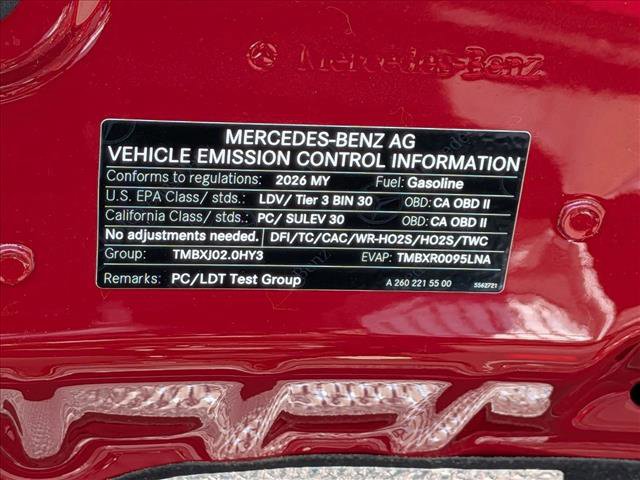 Mercedes-Benz
MERCEDES-BENZ AG
VEHICLE EMISSION CONTROL INFORMATION
Conforms to regulations: 2026 MY Fuel: Gasoline
U.S. EPA Class/ stds.: LDV/ Tier 3 BIN 30 OBD: CA OBD II
California Class/ stds.: PC/ SULEV 30 OBD: CA OBD II
No adjustments needed. DFI/TC/CAC/WR-HO2S/HO2S/TWC
Group: TMBXJ02.0HY3 EVAP: TMBXR0095LNA
Remarks: PC/LDT Test Group A 260 221 55 00 5562721